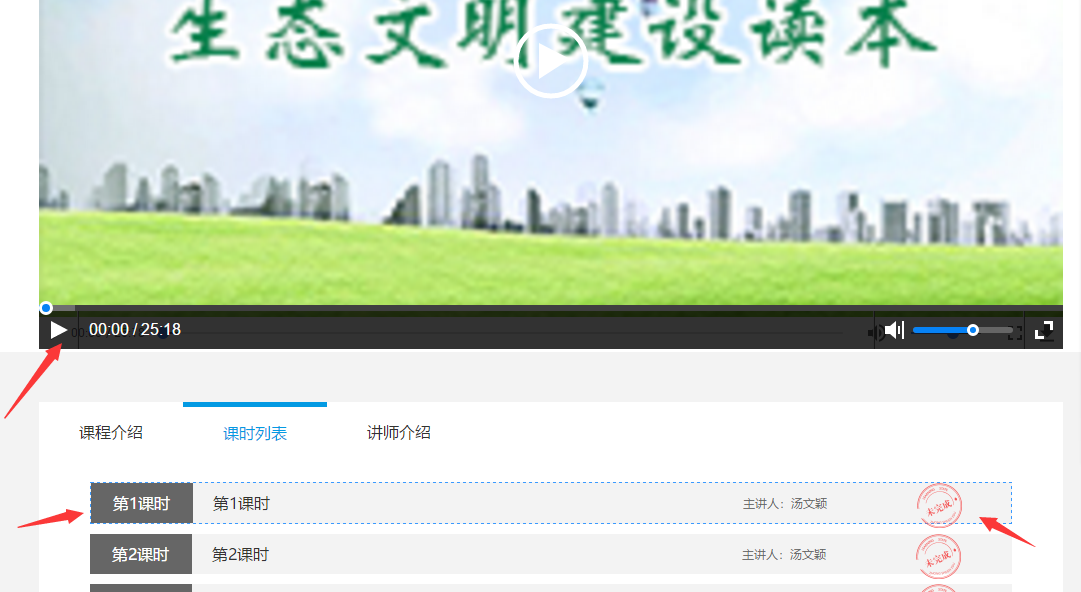 生态文明建设读本
00:00 / 25:18
课程介绍
课时列表
讲师介绍
第1课时 第1课时 主讲人：汤文颖 未完成
第2课时 第2课时 主讲人：汤文颖 未完成